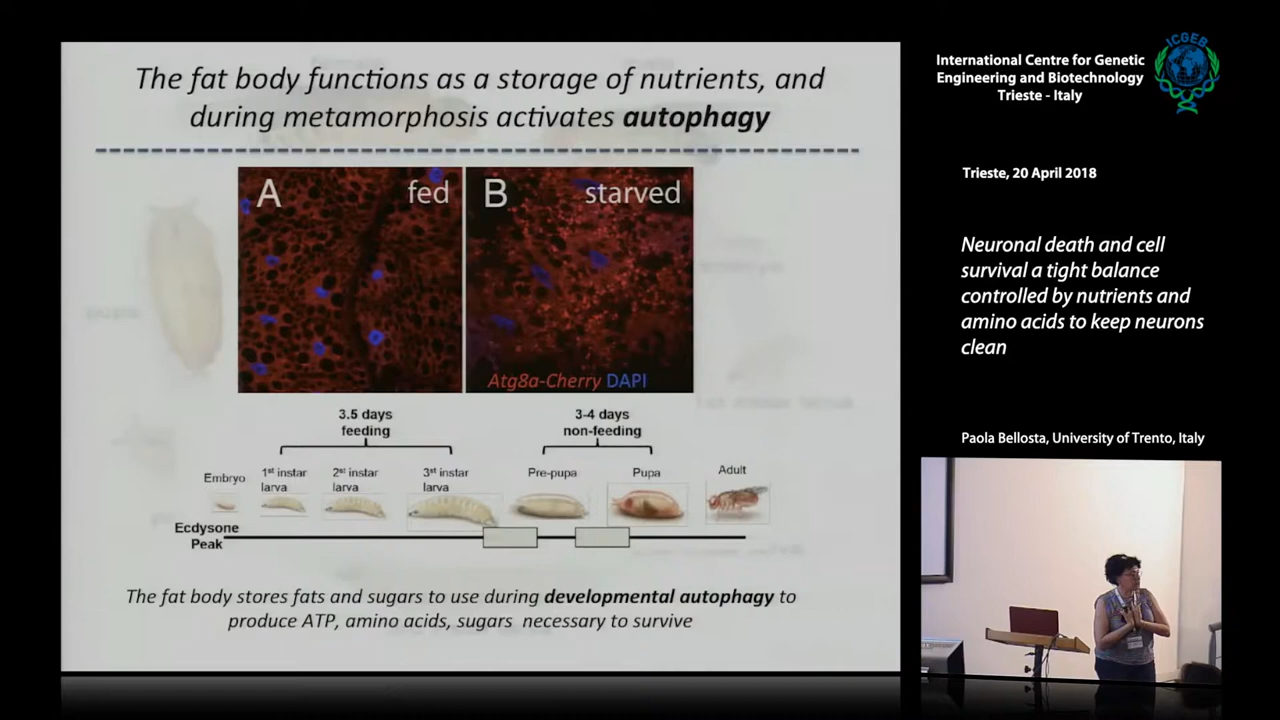 The fat body functions as a storage of nutrients, and
during metamorphosis activates autophagy
A
fed
B
starved
Atg8a-Cherry DAPI
3.5 days
feeding
3-4 days
non-feeding
Embryo
1st instar
larva
2st instar
larva
3st instar
larva
Pre-pupa
Pupa
Adult
Ecdysone
Peak
The fat body stores fats and sugars to use during developmental autophagy to
produce ATP, amino acids, sugars necessary to survive
International Centre for Genetic
Engineering and Biotechnology
Trieste - Italy
ICGEB
Trieste, 20 April 2018
Neuronal death and cell
survival a tight balance
controlled by nutrients and
amino acids to keep neurons
clean
Paola Bellosta, University of Trento, Italy